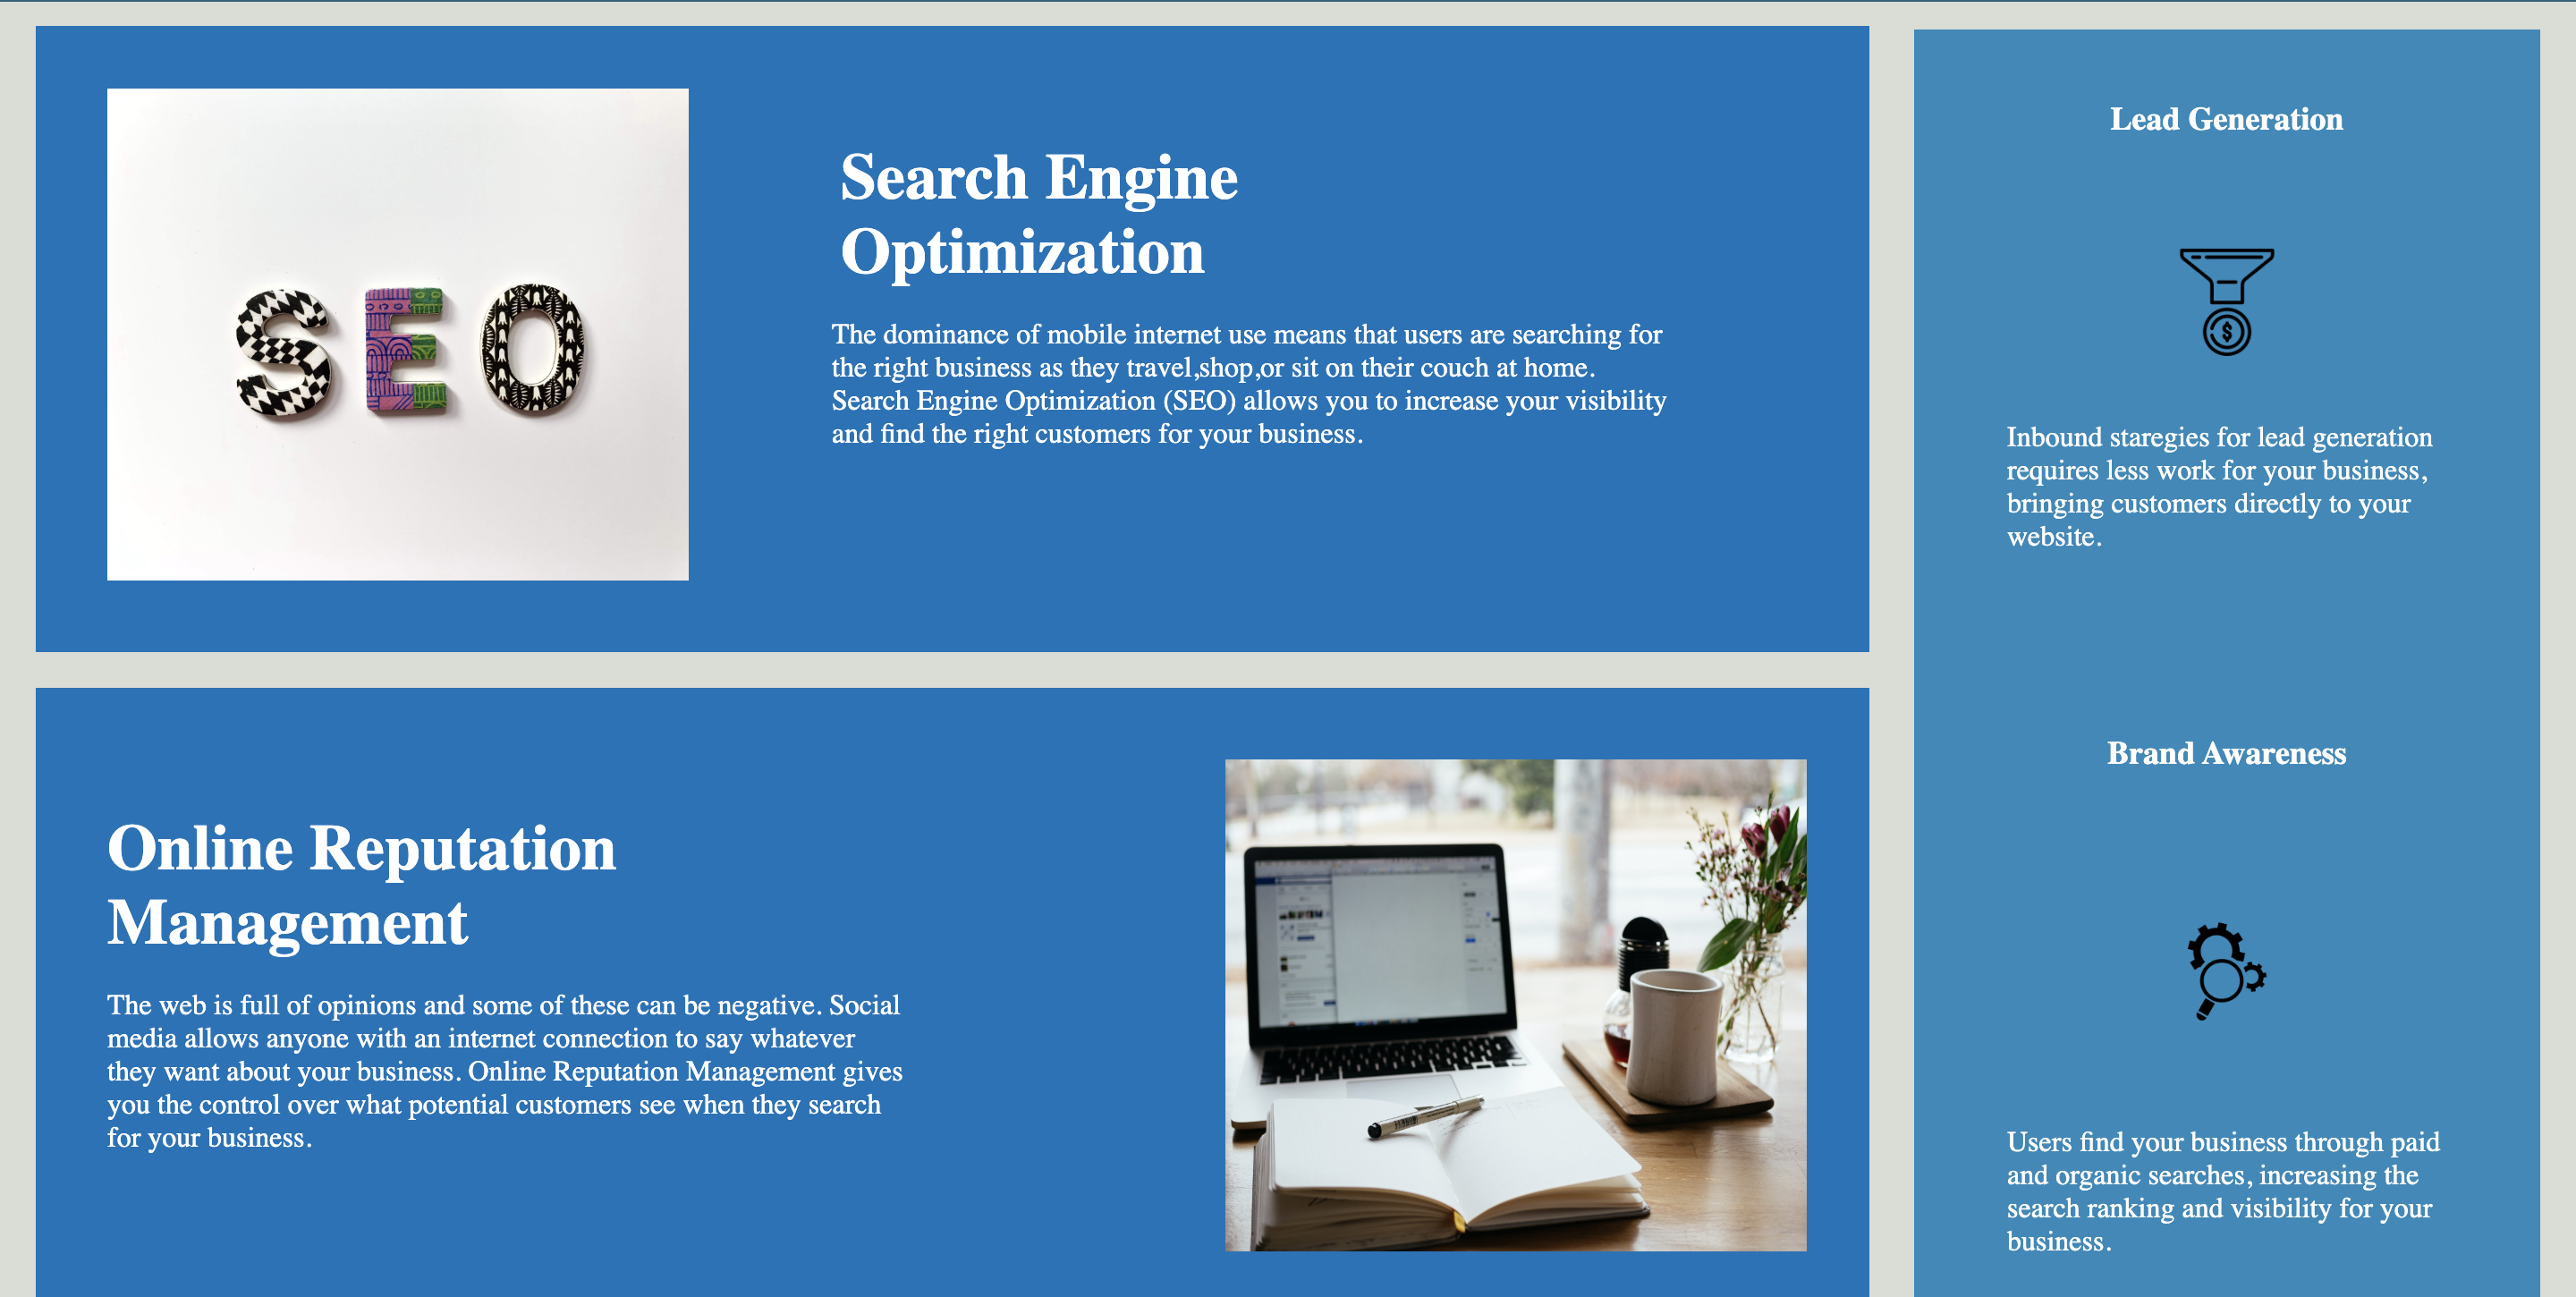 SEO
Search Engine
Optimization
The dominance of mobile internet use means that users are searching for
the right business as they travel,shop,or sit on their couch at home.
Search Engine Optimization (SEO) allows you to increase your visibility
and find the right customers for your business.
Online Reputation
Management
The web is full of opinions and some of these can be negative. Social
media allows anyone with an internet connection to say whatever
they want about your business. Online Reputation Management gives
you the control over what potential customers see when they search
for your business.
Lead Generation
$
Inbound staregies for lead generation
requires less work for your business,
bringing customers directly to your
website.
Brand Awareness
Users find your business through paid
and organic searches, increasing the
search ranking and visibility for your
business.